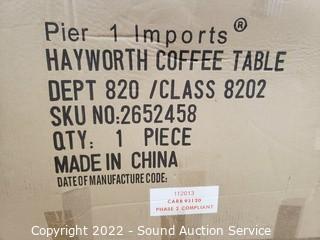 Pier 1 Imports®
HAYWORTH COFFEE TABLE
DEPT 820 /CLASS 8202
SKU NO:2652458
QTY: 1 PIECE
MADE IN CHINA
DATE OF MANUFACTURE CODE:
112013
CARB 93120
PHASE 2 COMPLIANT
Copyright 2022 - Sound Auction Service